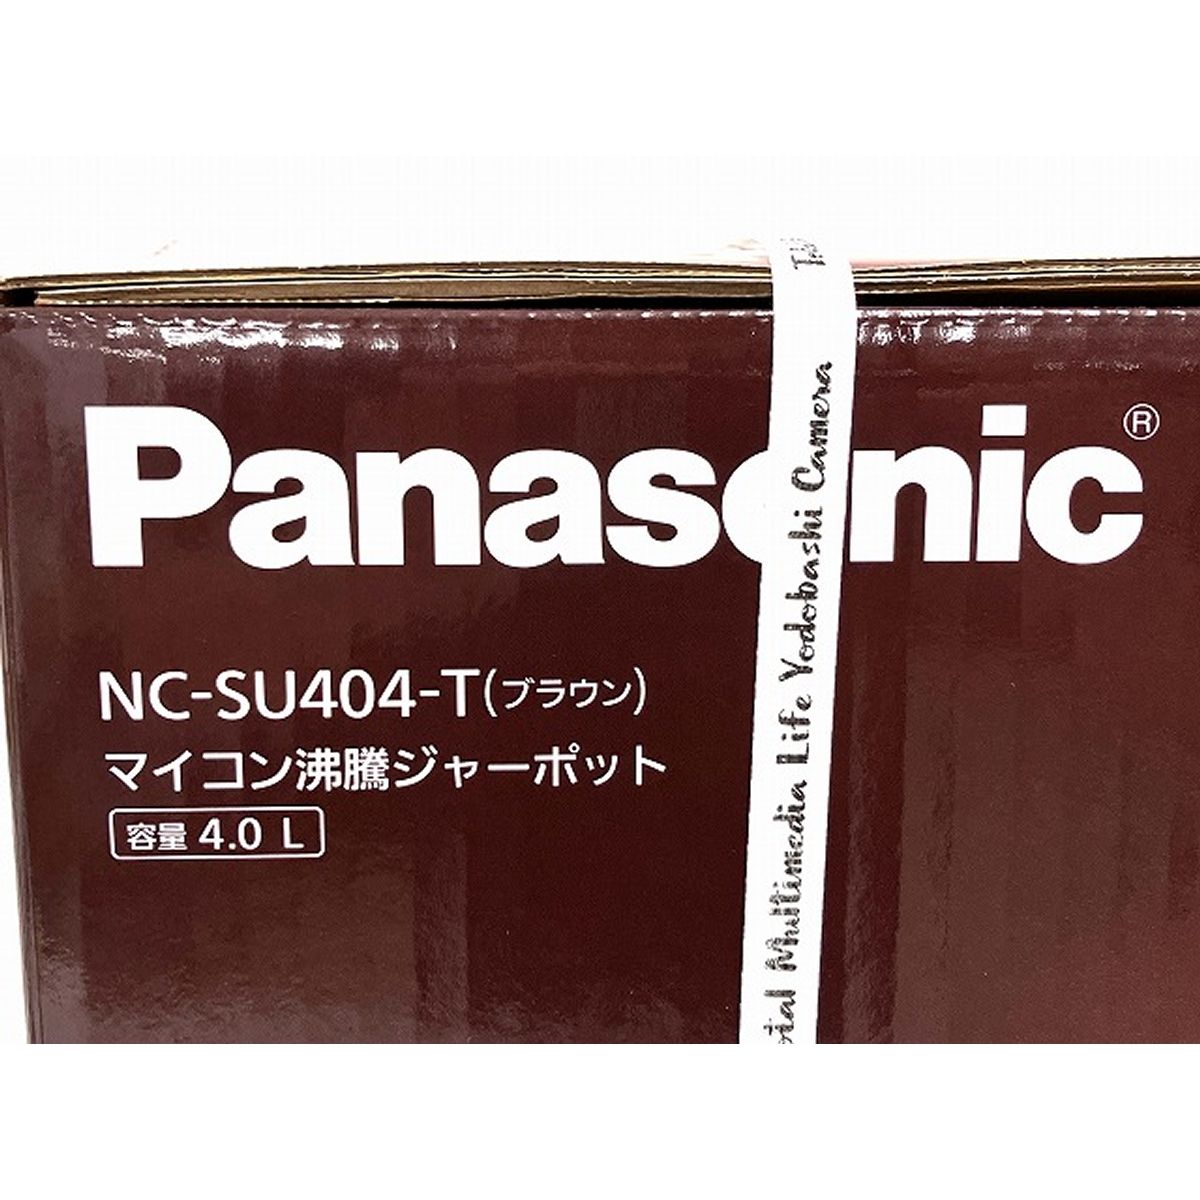 Panasonic®
NC-SU404-T(ブラウン)
マイコン沸騰ジャーポット
容量 4.0 L
Multimedia Life Yodobashi Camera